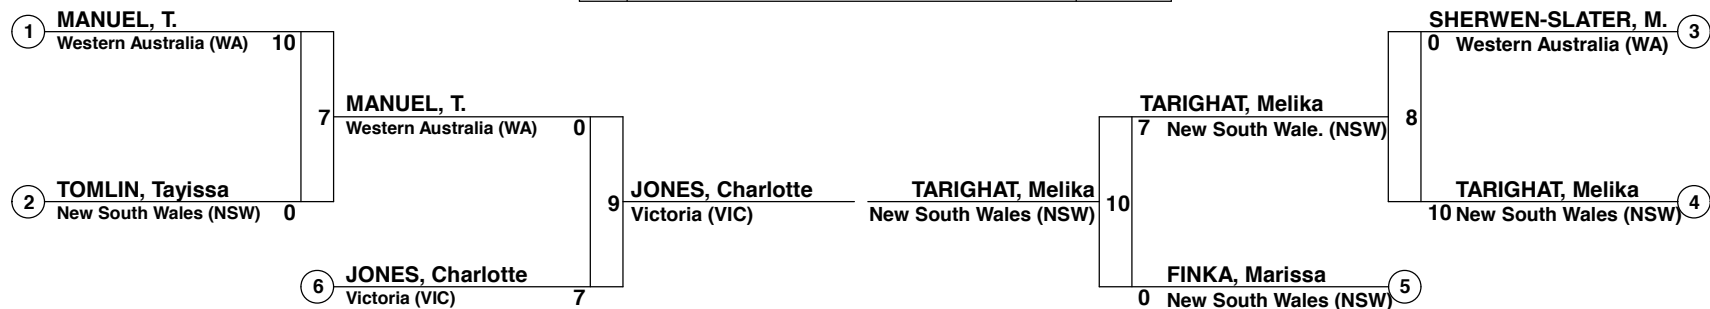 MANUEL, T.
1
Western Australia (WA) 10
7
MANUEL, T.
Western Australia (WA) 0
2
TOMLIN, Tayissa
New South Wales (NSW) 0
9
JONES, Charlotte
Victoria (VIC)
6
JONES, Charlotte
Victoria (VIC) 7
SHERWEN-SLATER, M.
3
0 Western Australia (WA)
TARIGHAT, Melika
7 New South Wale. (NSW)
8
TARIGHAT, Melika
New South Wales (NSW)
10
TARIGHAT, Melika
4
10 New South Wales (NSW)
FINKA, Marissa
5
0 New South Wales (NSW)